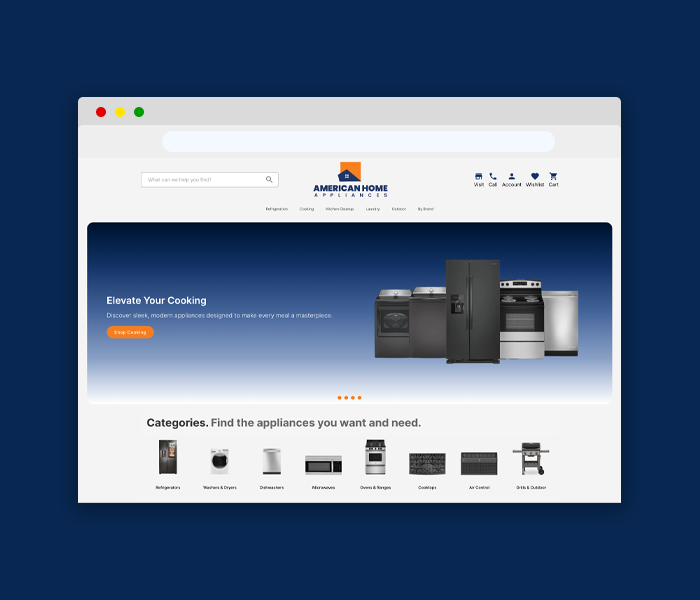 What can we help you find?
AMERICAN HOME
APPLIANCES
Visit Call Account Wishlist Cart
Refrigerators Cooking Kitchen Cleanup Laundry Outdoor By Brand
Elevate Your Cooking
Discover sleek, modern appliances designed to make every meal a masterpiece.
Shop Cooking
Categories. Find the appliances you want and need.
Refrigerators Washers & Dryers Dishwashers Microwaves Ovens & Ranges Cooktops Air Control Grills & Outdoor